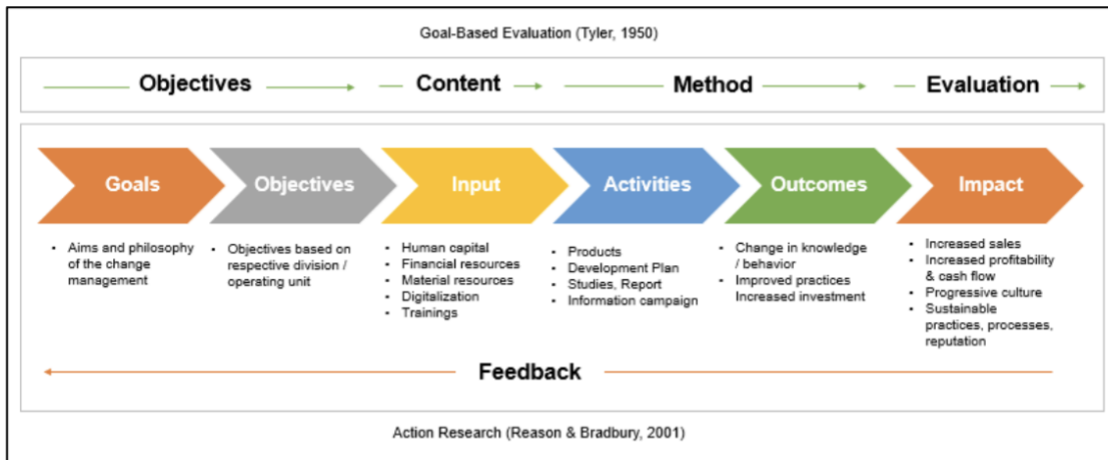 Goal-Based Evaluation (Tyler, 1950)
Objectives Content Method Evaluation
Goals Objectives Input Activities Outcomes Impact
• Aims and philosophy
of the change
management
• Objectives based on
respective division /
operating unit
• Human capital
• Financial resources
• Material resources
• Digitalization
• Trainings
• Products
• Development Plan
• Studies, Report
• Information campaign
• Change in knowledge
/ behavior
• Improved practices
Increased investment
• Increased sales
• Increased profitability
& cash flow
• Progressive culture
• Sustainable
practices, processes,
reputation
Feedback
Action Research (Reason & Bradbury, 2001)